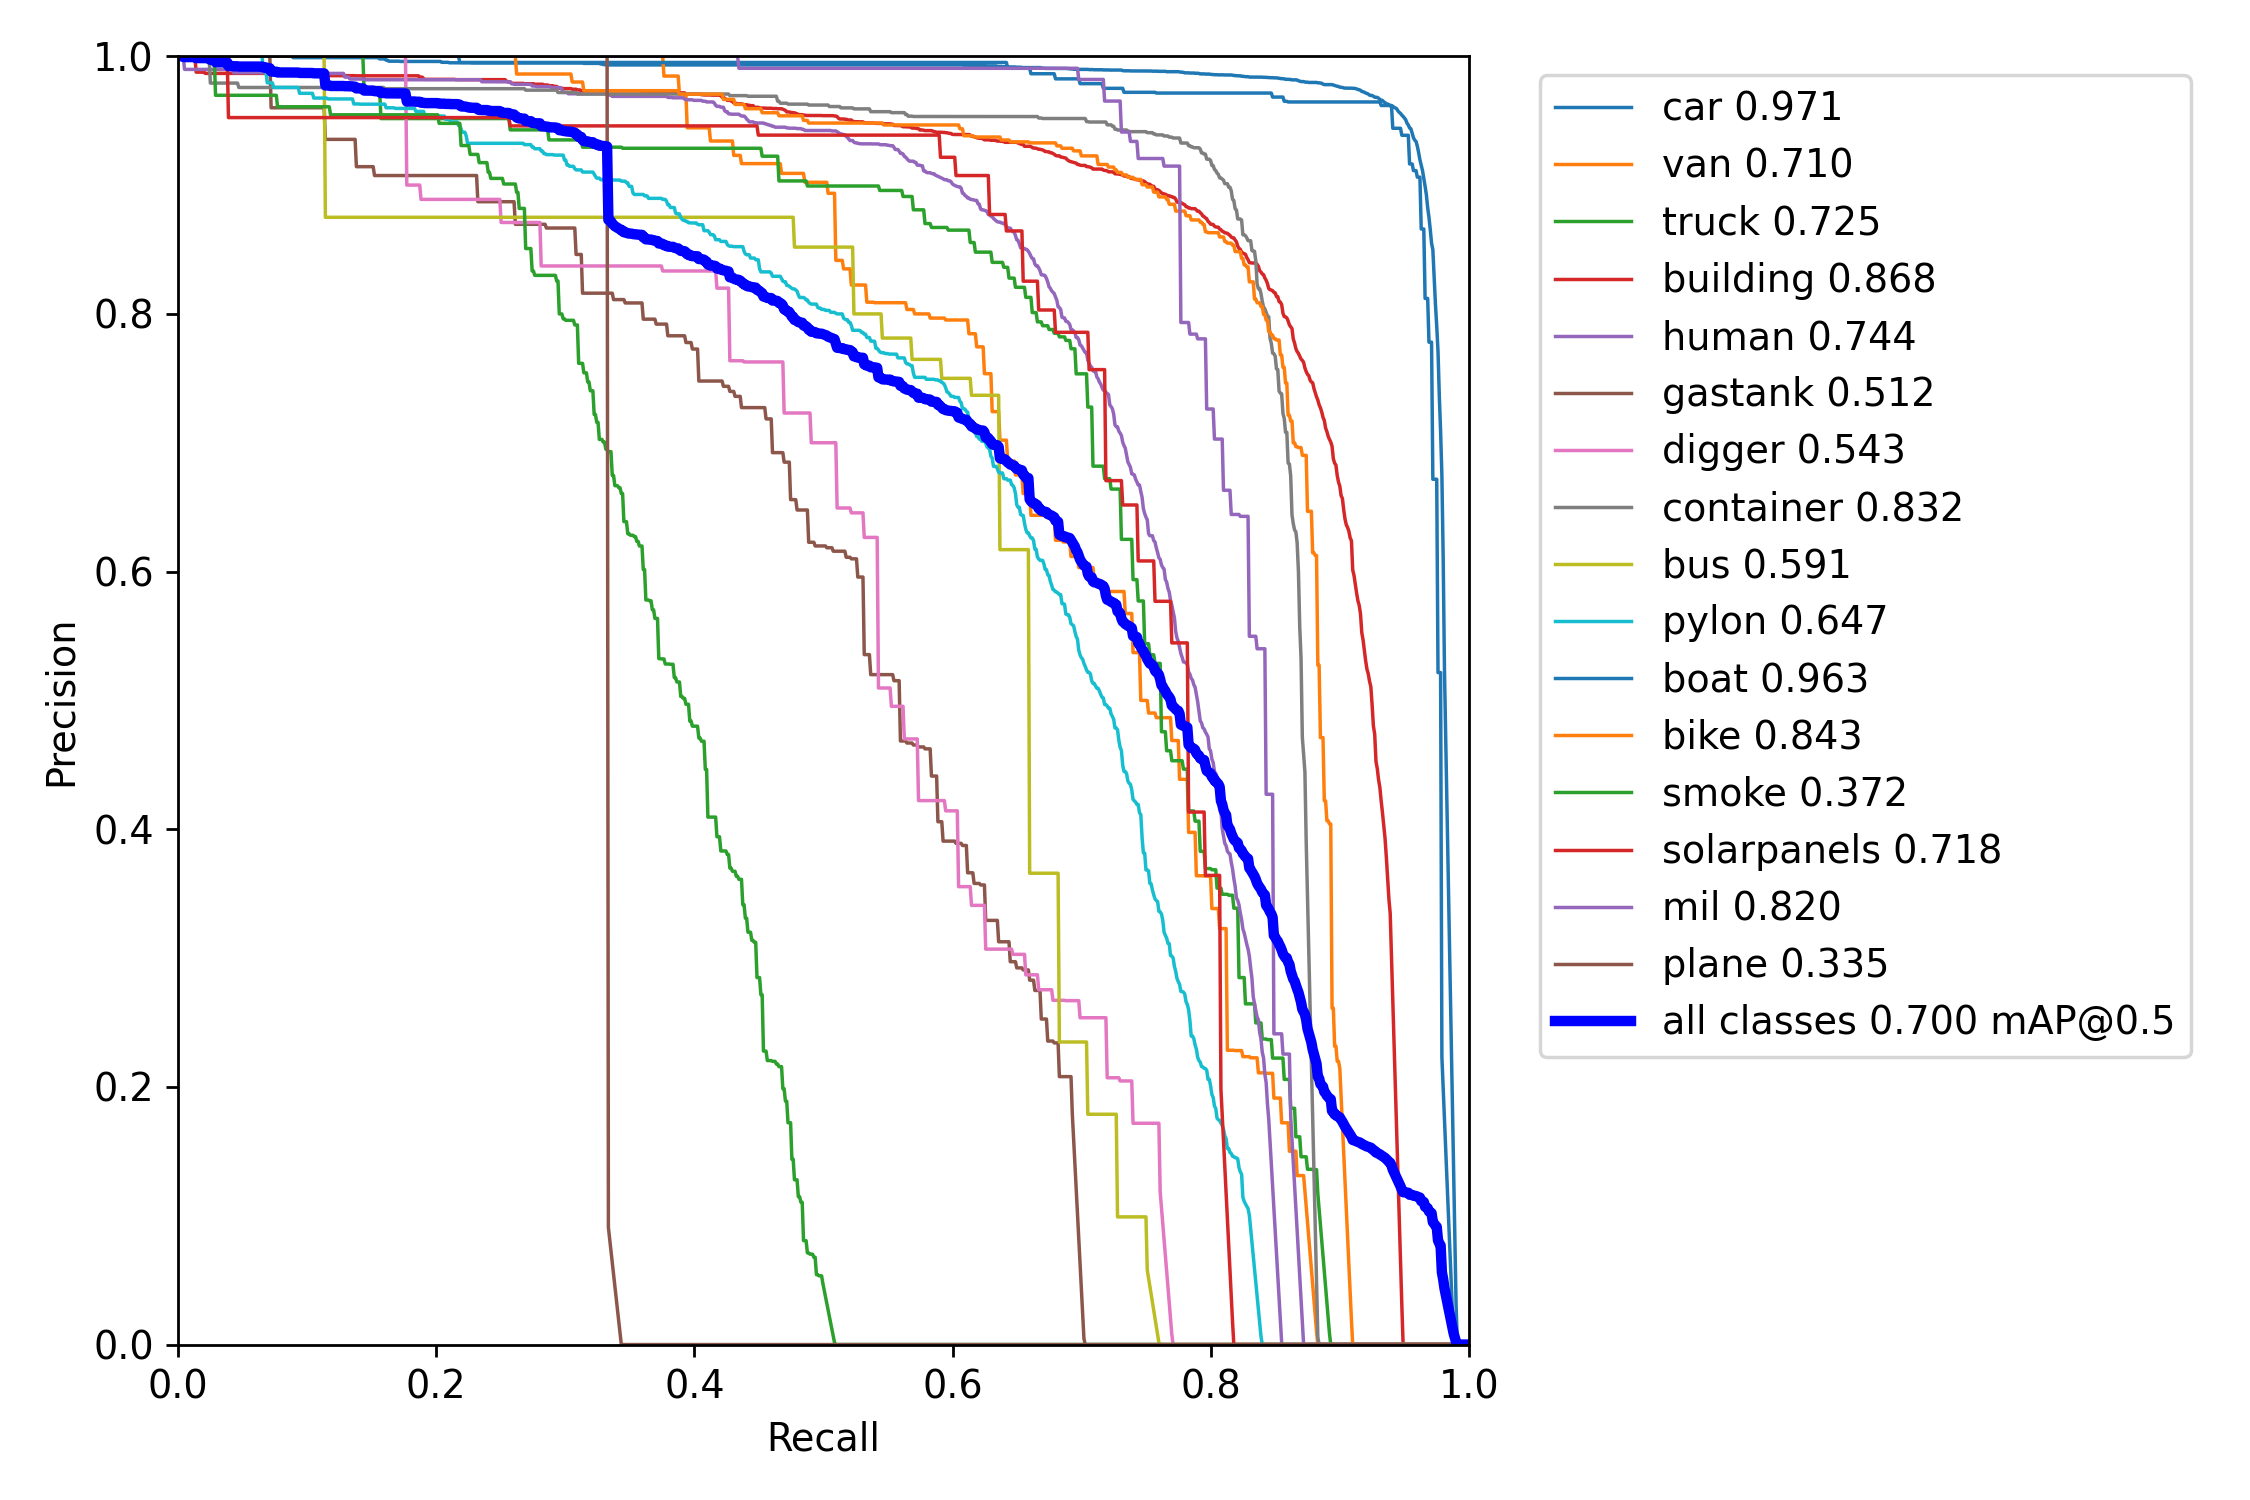 1.0
0.8
0.6
0.4
0.2
0.0
Precision
0.0 0.2 0.4 0.6 0.8 1.0
Recall
car 0.971
van 0.710
truck 0.725
building 0.868
human 0.744
gastank 0.512
digger 0.543
container 0.832
bus 0.591
pylon 0.647
boat 0.963
bike 0.843
smoke 0.372
solarpanels 0.718
mil 0.820
plane 0.335
all classes 0.700 mAP@0.5